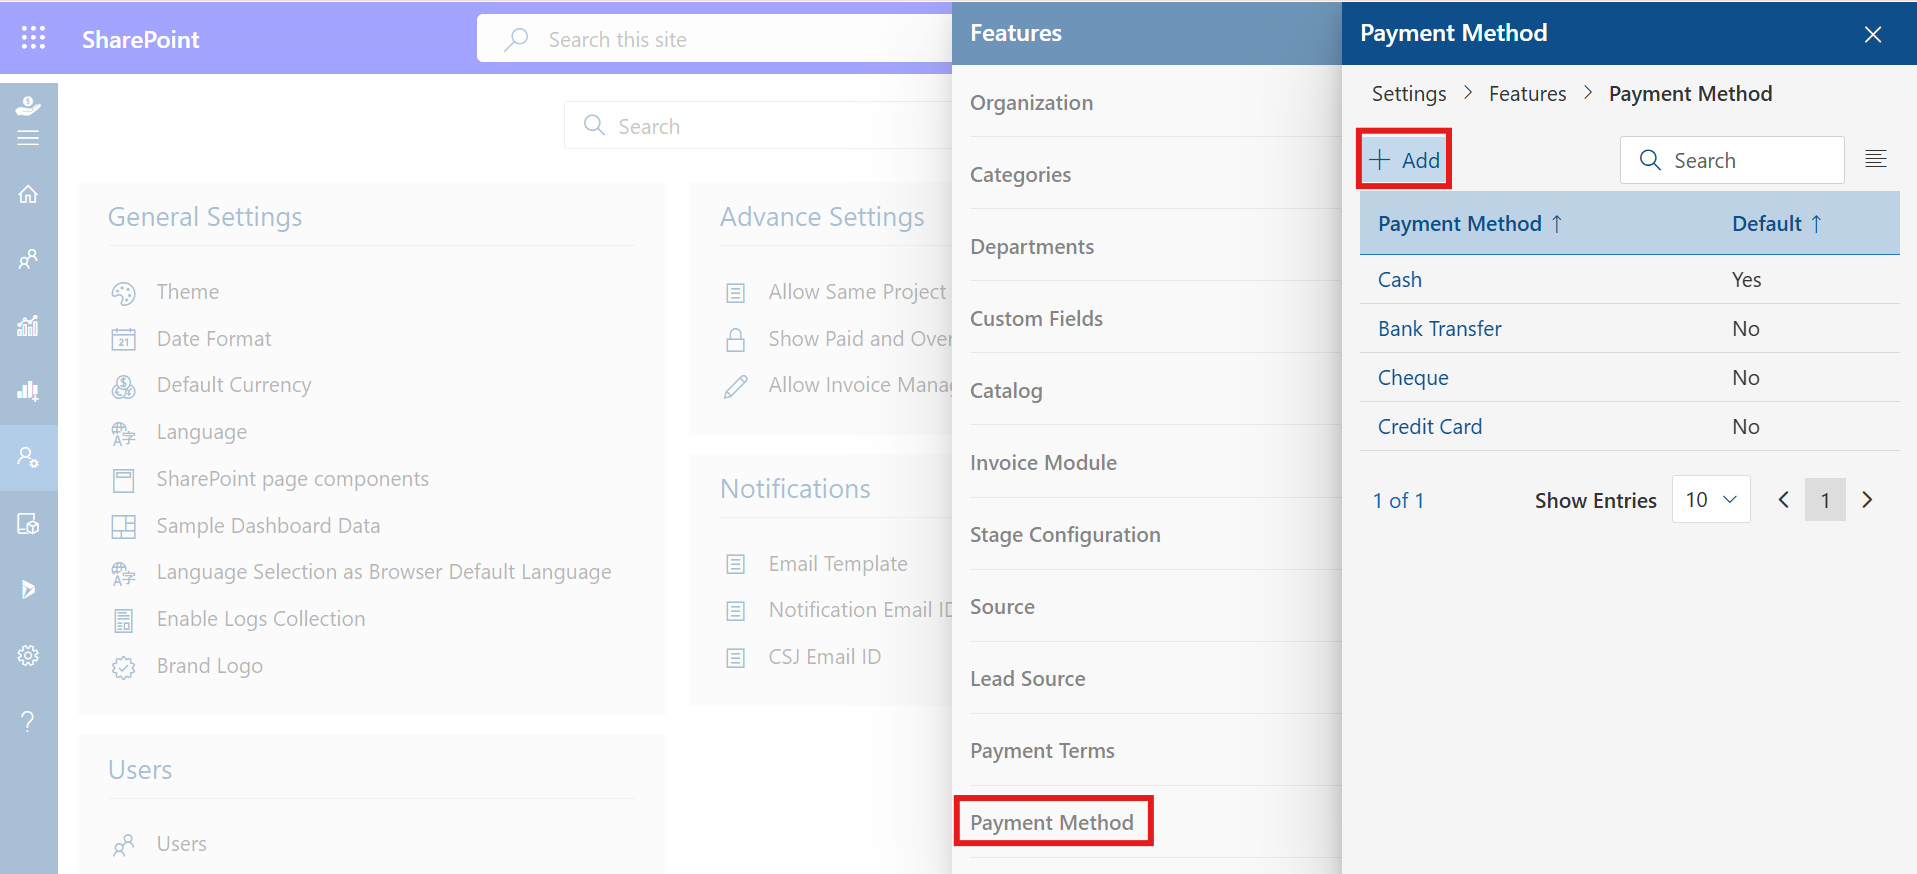 SharePoint
Search this site
Search
General Settings
Theme
Date Format
21
Default Currency
Language
SharePoint page components
Sample Dashboard Data
Language Selection as Browser Default Language
Enable Logs Collection
Brand Logo
Users
Users
Advance Settings
Allow Same Project
Show Paid and Over
Allow Invoice Mana
Notifications
Email Template
Notification Email ID
CSJ Email ID
Features
Organization
Categories
Departments
Custom Fields
Catalog
Invoice Module
Stage Configuration
Source
Lead Source
Payment Terms
Payment Method
Payment Method
Settings > Features > Payment Method
+ Add
Search
Payment Method ↑ Default ↑
Cash Yes
Bank Transfer No
Cheque No
Credit Card No
1 of 1 Show Entries 10 < 1 >